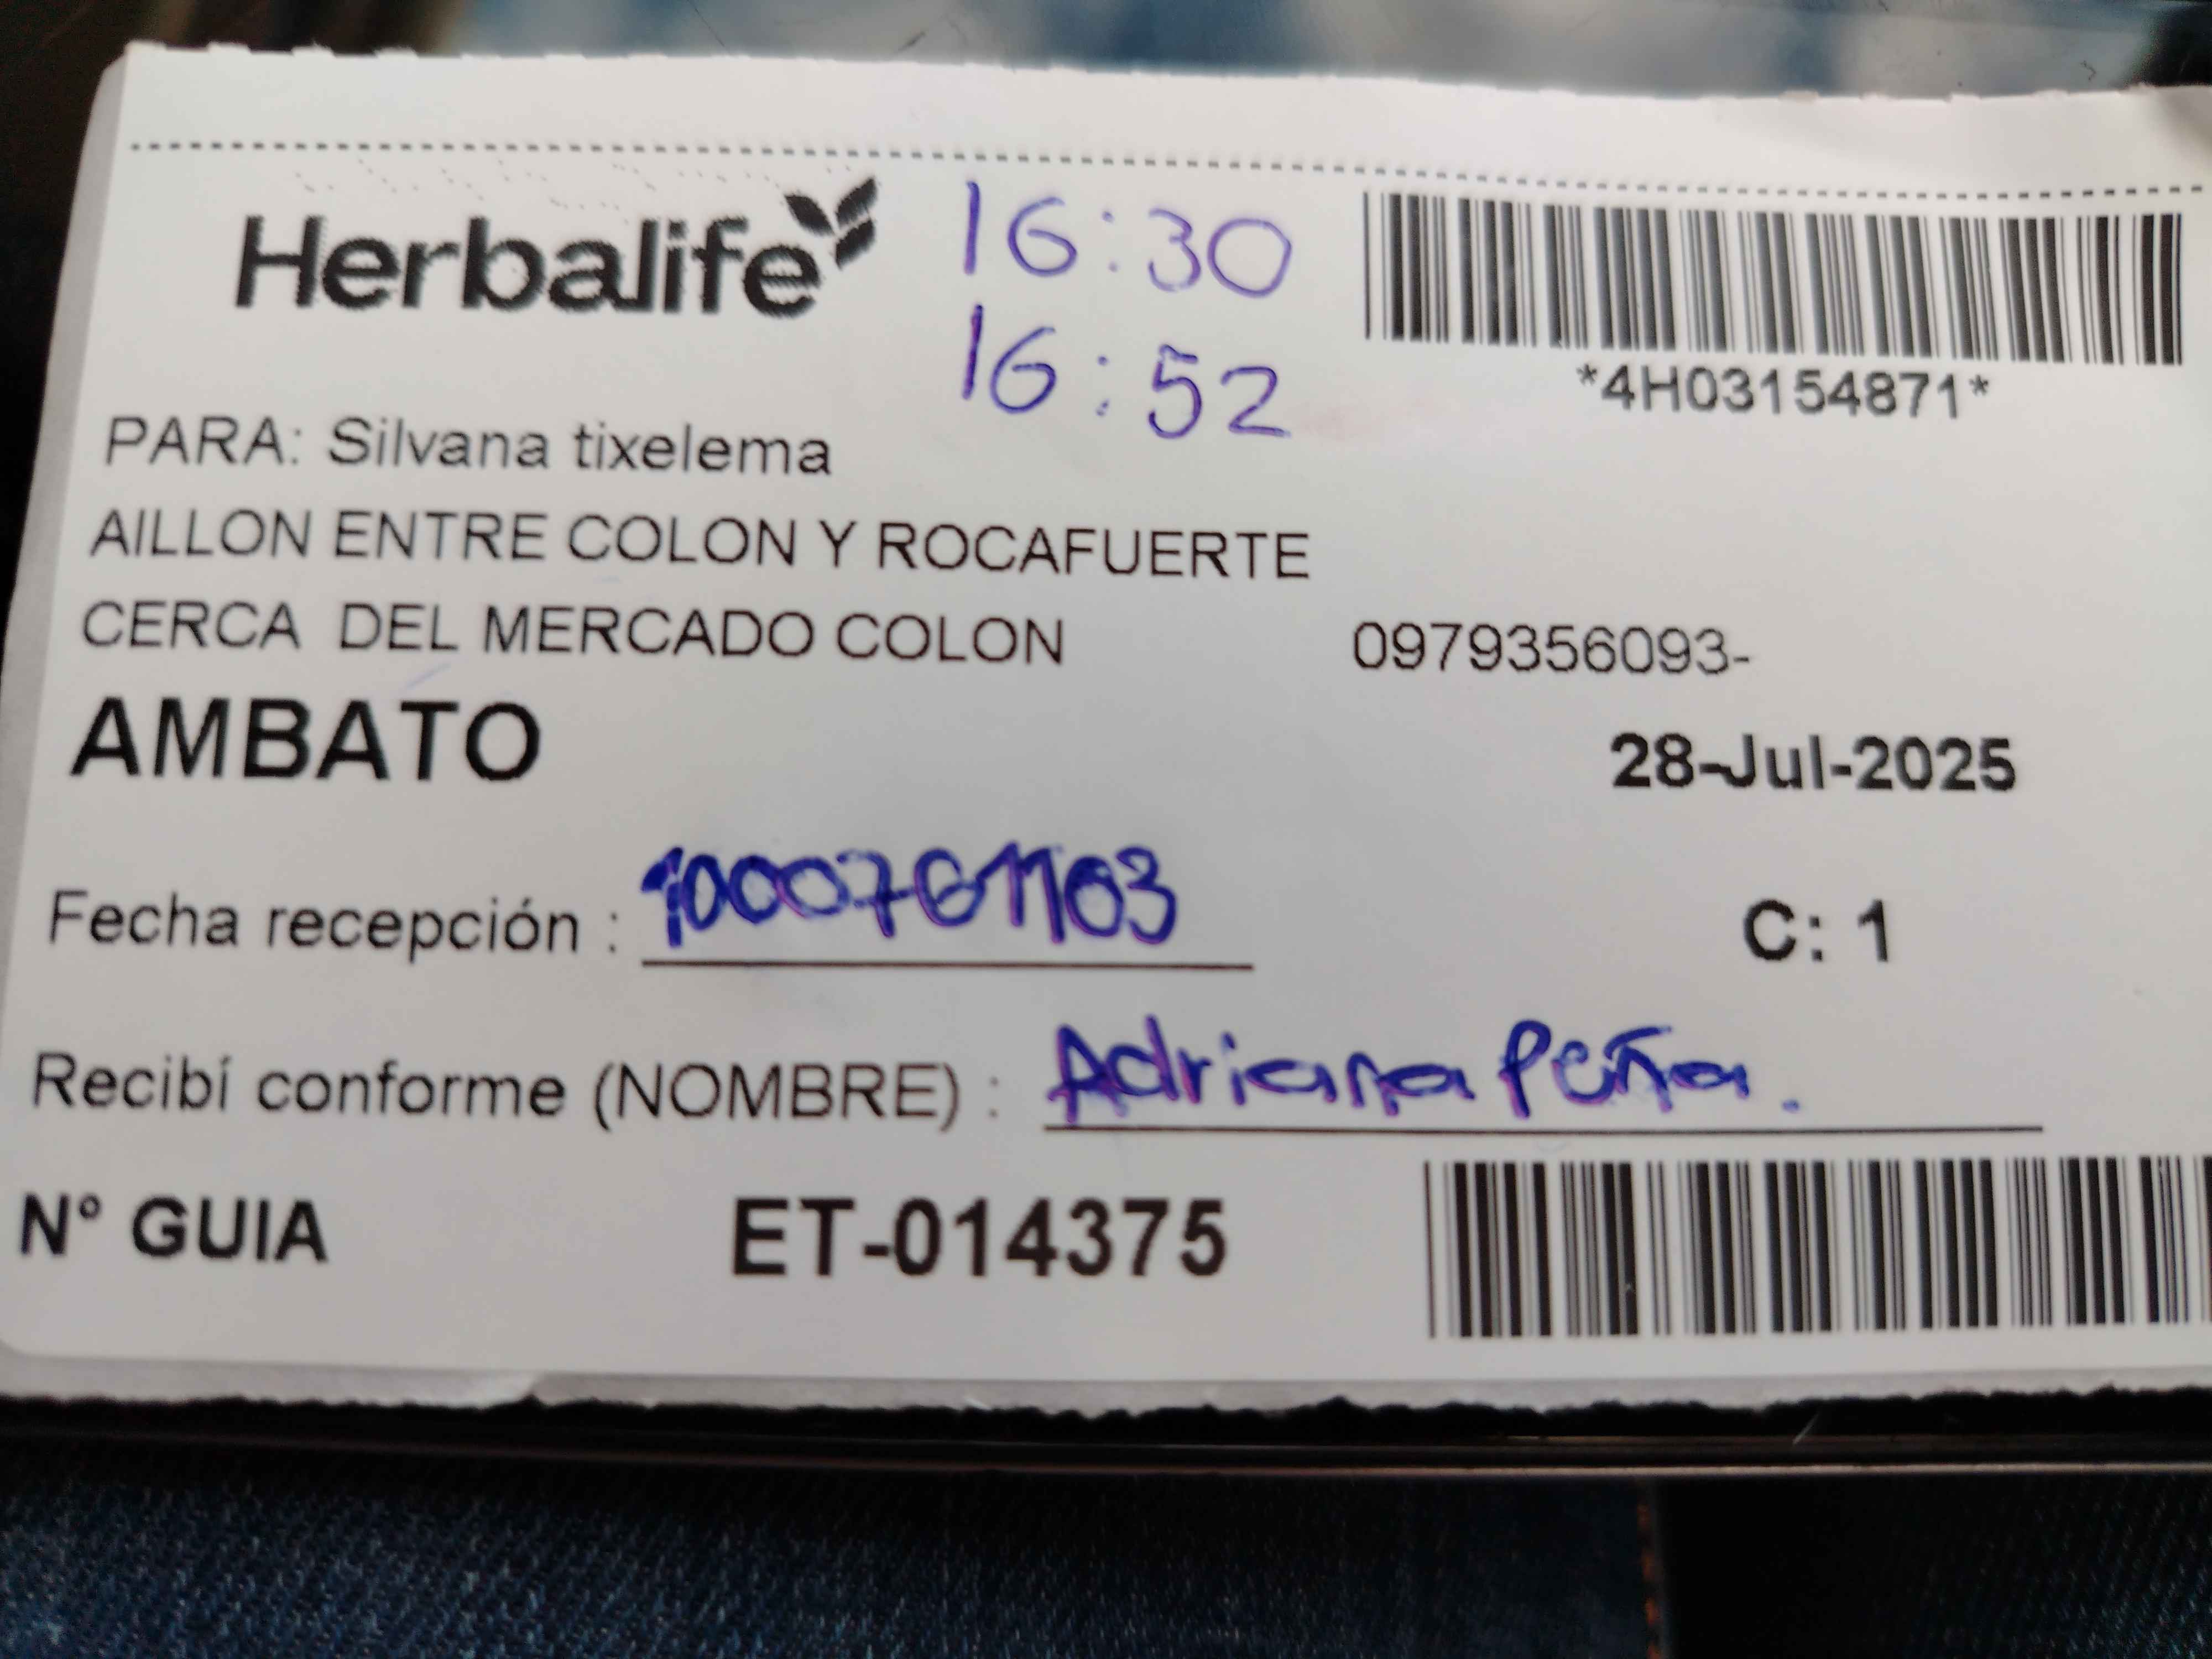 Herbalife
16:30
16:52
*4H03154871*
PARA: Silvana tixelema
AILLON ENTRE COLON Y ROCAFUERTE
CERCA DEL MERCADO COLON 0979356093-
AMBATO
28-Jul-2025
Fecha recepción :
C: 1
Recibí conforme (NOMBRE) : Adriana Peña.
N° GUIA ET-014375